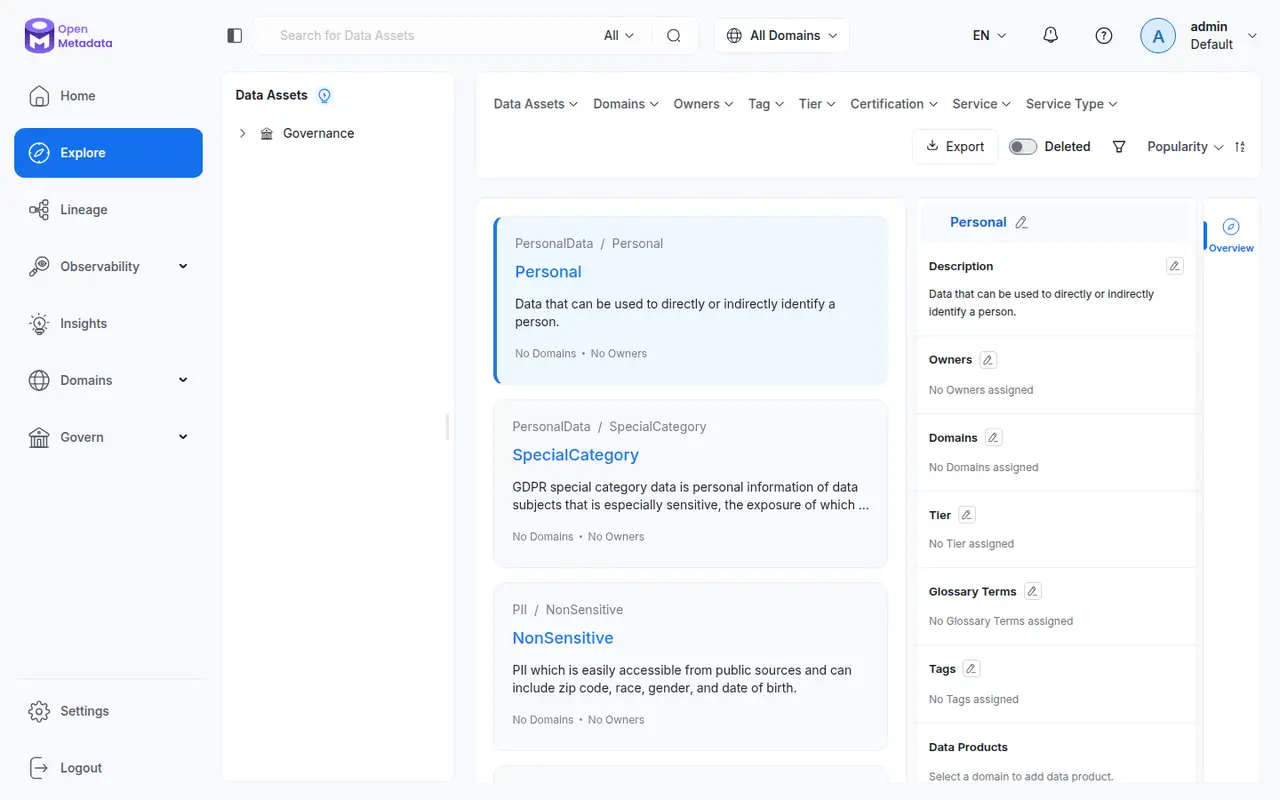 Open
Metadata
Search for Data Assets
All
All Domains
EN
A
admin
Default
Home
Explore
Lineage
Observability
Insights
Domains
Govern
Settings
Logout
Data Assets
Governance
Data Assets Domains Owners Tag Tier Certification Service Service Type
Export Deleted Popularity
PersonalData / Personal
Personal
Data that can be used to directly or indirectly identify a
person.
No Domains • No Owners
PersonalData / SpecialCategory
SpecialCategory
GDPR special category data is personal information of data
subjects that is especially sensitive, the exposure of which ...
No Domains • No Owners
PII / NonSensitive
NonSensitive
PII which is easily accessible from public sources and can
include zip code, race, gender, and date of birth.
No Domains • No Owners
Personal
Description
Data that can be used to directly or indirectly
identify a person.
Owners
No Owners assigned
Domains
No Domains assigned
Tier
No Tier assigned
Glossary Terms
No Glossary Terms assigned
Tags
No Tags assigned
Data Products
Select a domain to add data product.
Overview